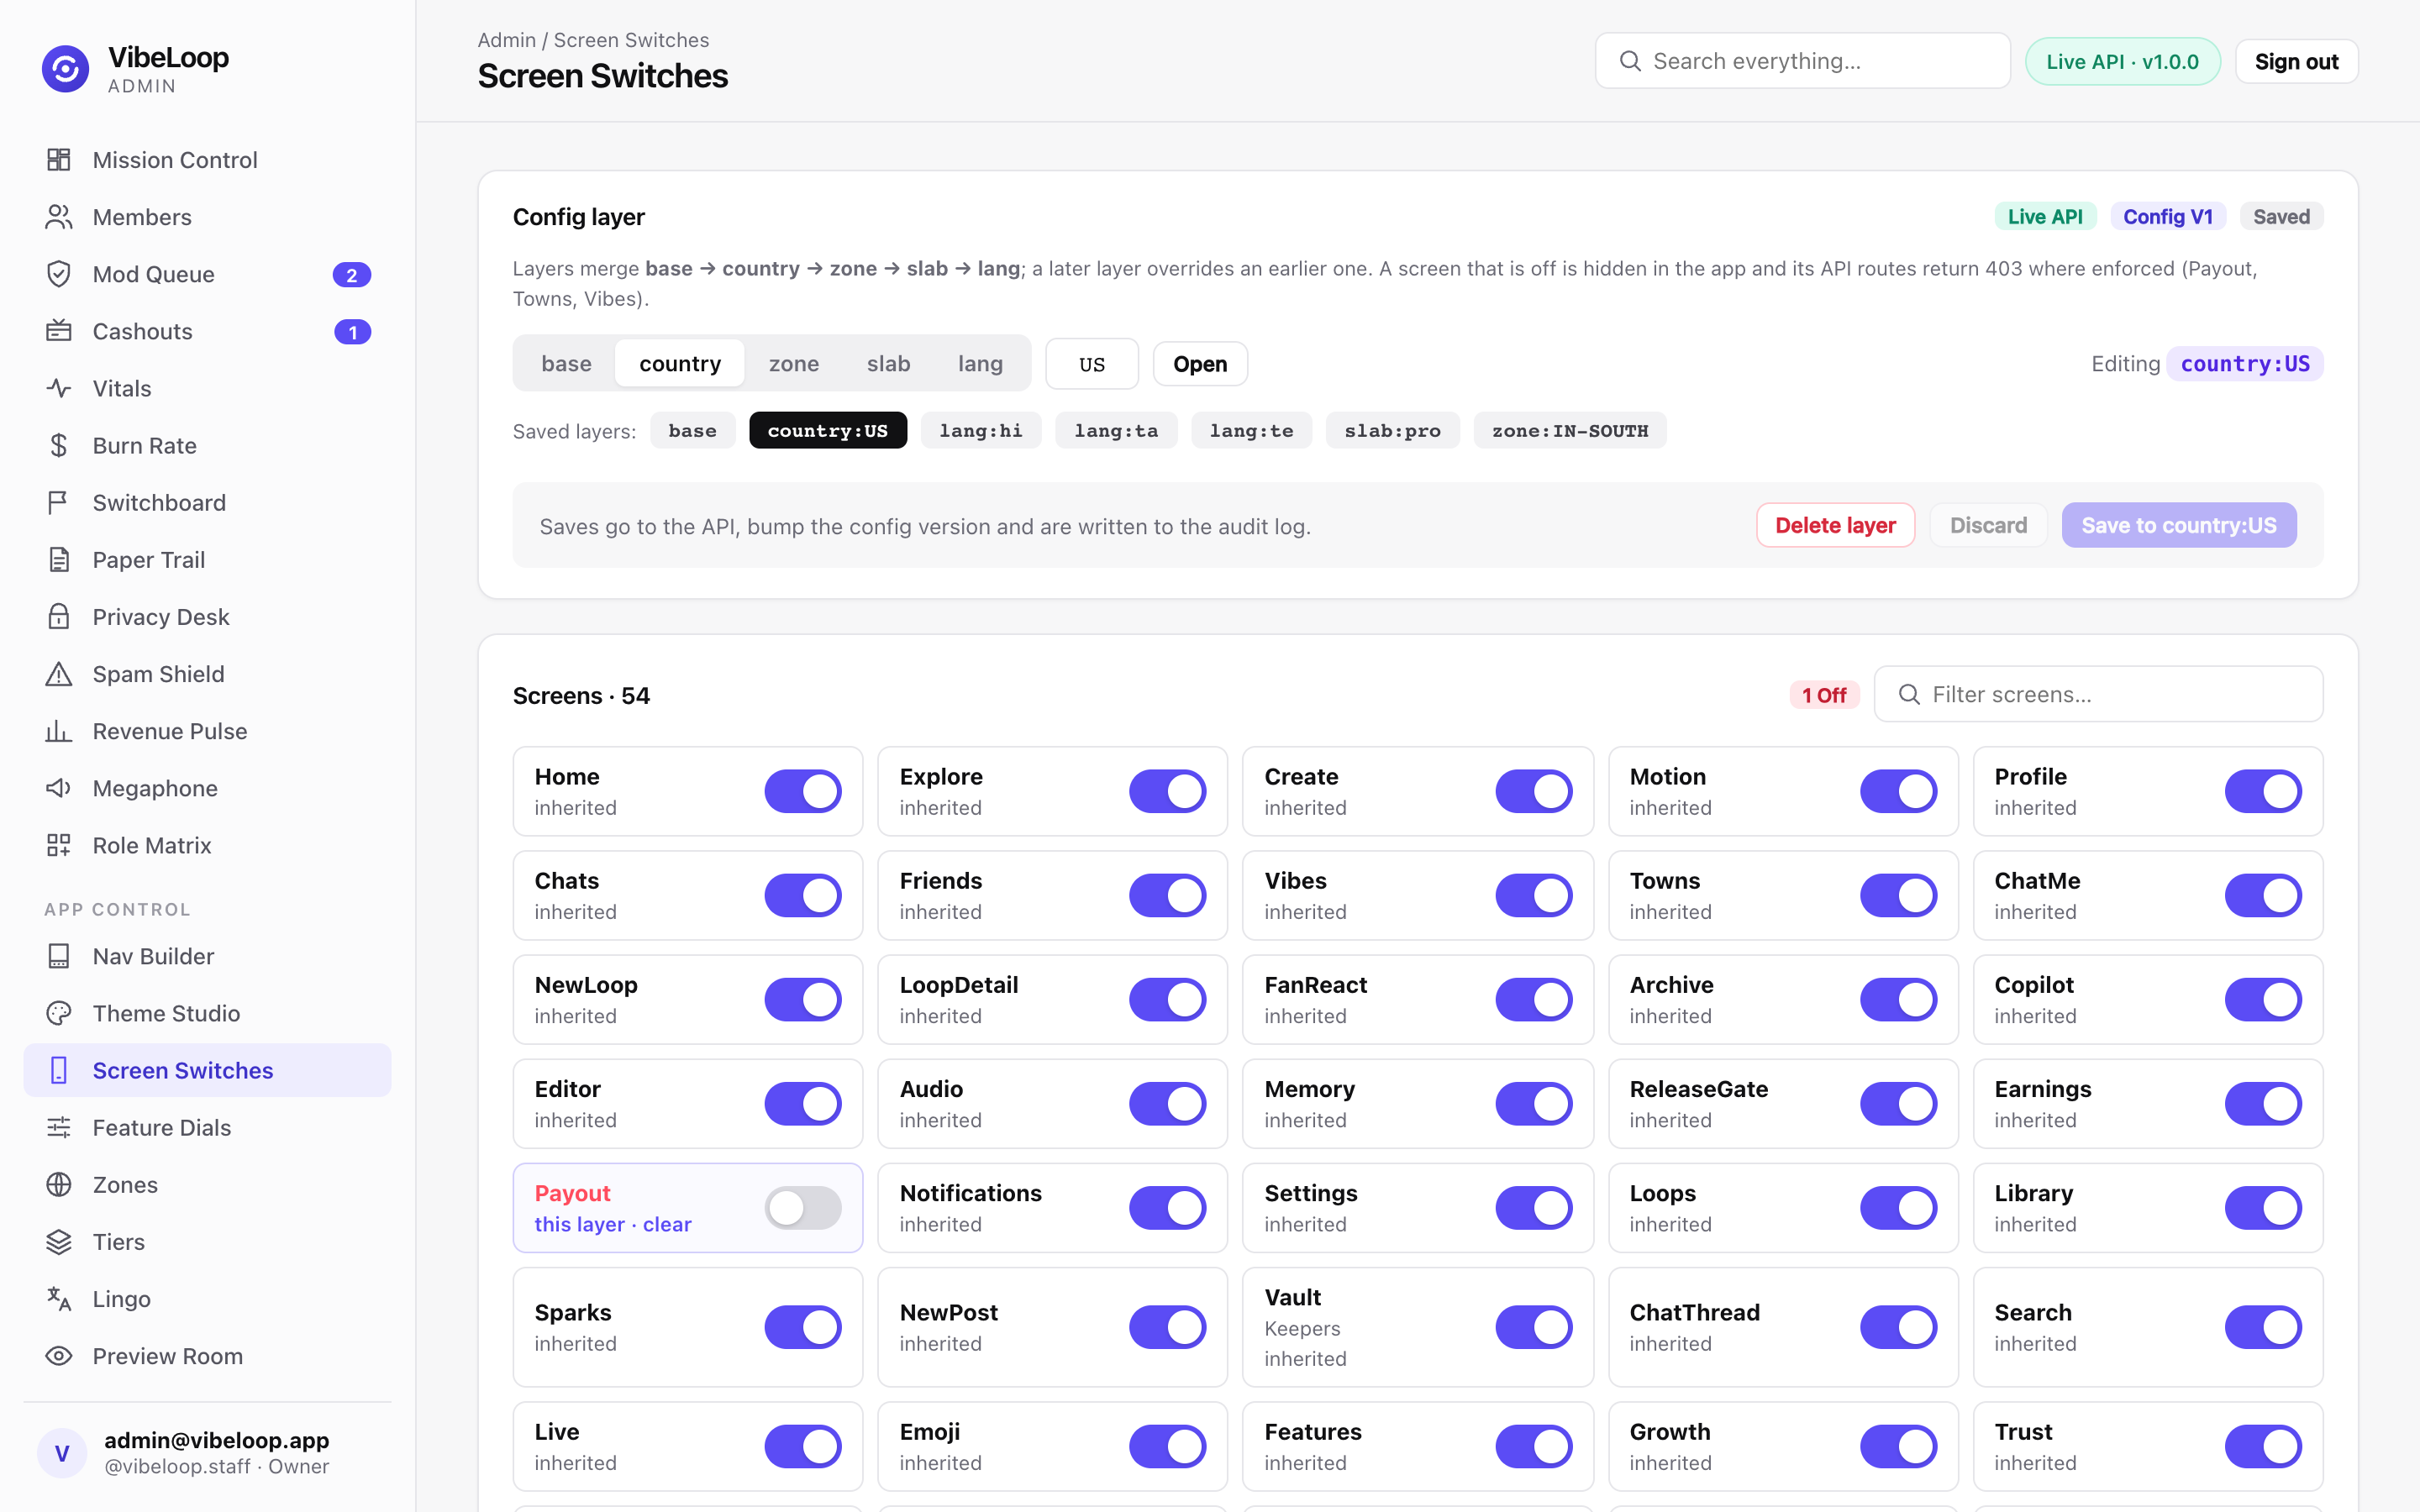 VibeLoop
ADMIN
Mission Control
Members
Mod Queue 2
Cashouts 1
Vitals
Burn Rate
Switchboard
Paper Trail
Privacy Desk
Spam Shield
Revenue Pulse
Megaphone
Role Matrix
APP CONTROL
Nav Builder
Theme Studio
Screen Switches
Feature Dials
Zones
Tiers
Lingo
Preview Room
V
admin@vibeloop.app
@vibeloop.staff · Owner
Admin / Screen Switches
Screen Switches
Search everything...
Live API · v1.0.0
Sign out
Config layer
Live API
Config V1
Saved
Layers merge base → country → zone → slab → lang; a later layer overrides an earlier one. A screen that is off is hidden in the app and its API routes return 403 where enforced (Payout,
Towns, Vibes).
base country zone slab lang US Open
Editing country:US
Saved layers: base country:US lang:hi lang:ta lang:te slab:pro zone:IN-SOUTH
Saves go to the API, bump the config version and are written to the audit log.
Delete layer Discard Save to country:US
Screens · 54
1 Off
Filter screens...
Home Explore Create Motion Profile
inherited inherited inherited inherited inherited
Chats Friends Vibes Towns ChatMe
inherited inherited inherited inherited inherited
NewLoop LoopDetail FanReact Archive Copilot
inherited inherited inherited inherited inherited
Editor Audio Memory ReleaseGate Earnings
inherited inherited inherited inherited inherited
Payout Notifications Settings Loops Library
this layer · clear inherited inherited inherited inherited
Sparks NewPost Vault ChatThread Search
Keepers
inherited inherited inherited inherited inherited
Live Emoji Features Growth Trust
inherited inherited inherited inherited inherited